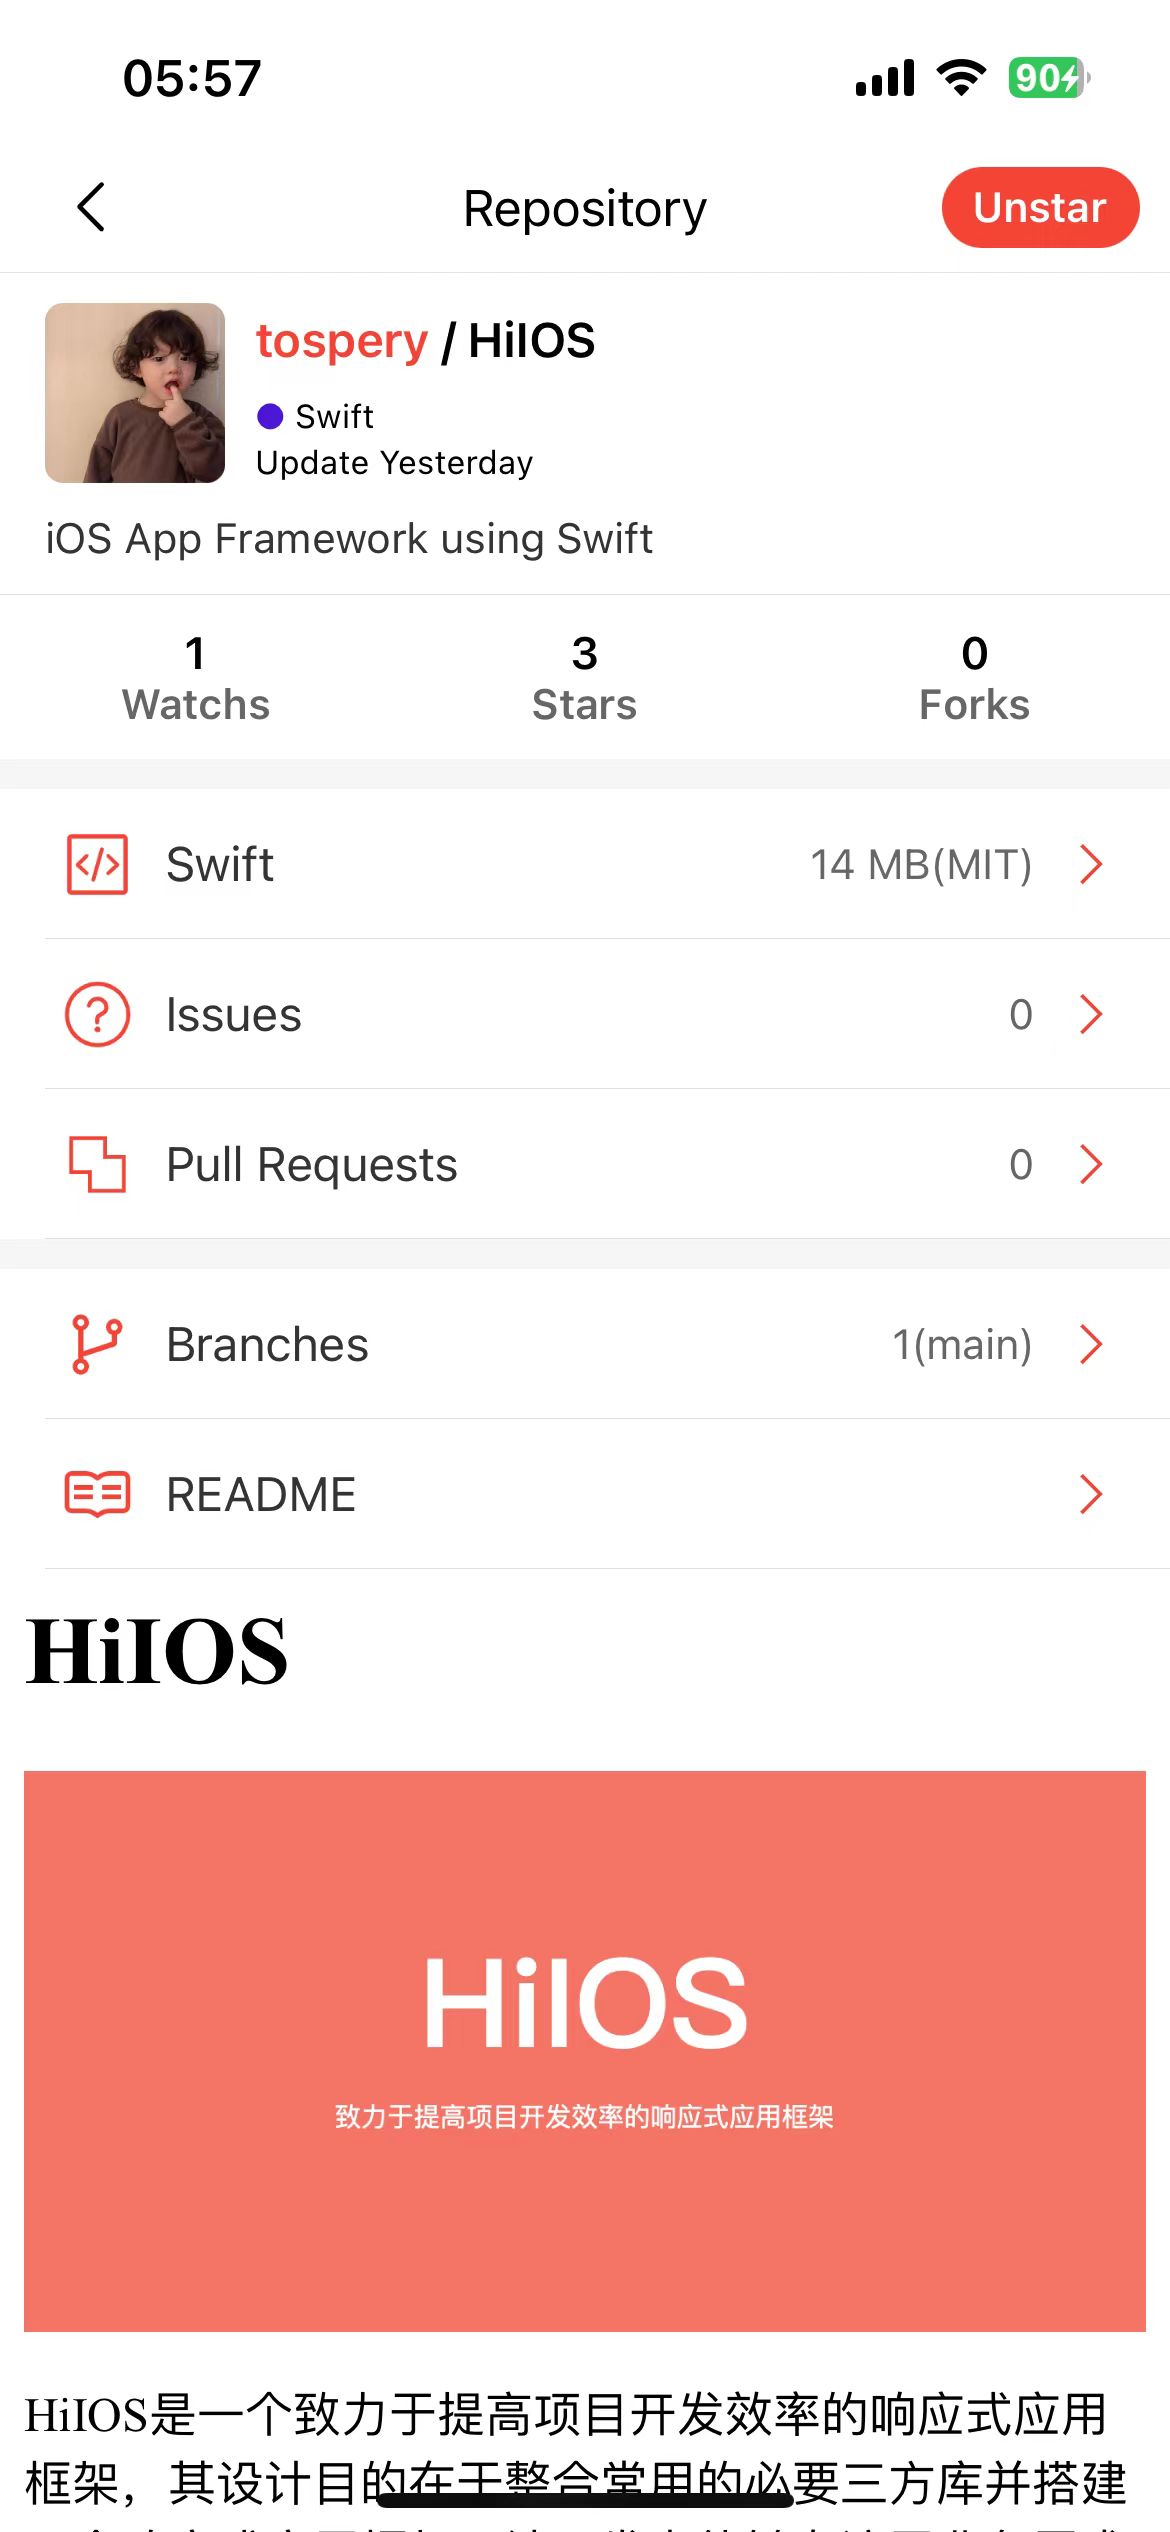 05:57
90
Repository
Unstar
tospery / HiIOS
Swift
Update Yesterday
iOS App Framework using Swift
1
Watchs
3
Stars
0
Forks
Swift
14 MB(MIT)
Issues
0
Pull Requests
0
Branches
1(main)
README
HiIOS
HiIOS
致力于提高项目开发效率的响应式应用框架
HiIOS是一个致力于提高项目开发效率的响应式应用
框架，其设计目的在于整合常用的必要三方库并搭建